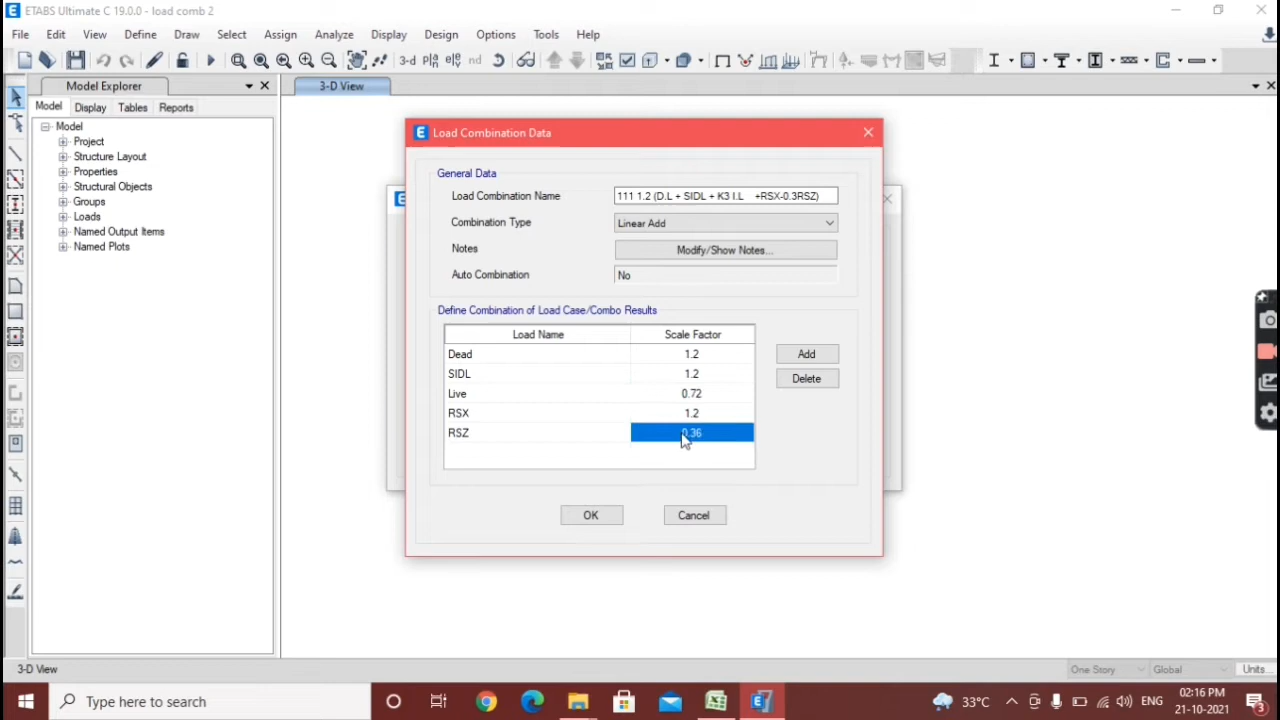 ETABS Ultimate C 19.0.0 - load comb 2
File Edit View Define Draw Select Assign Analyze Display Design Options Tools Help
3-d
nd
Model Explorer
3-D View
Model Display Tables Reports
Model
Project
Structure Layout
Properties
Structural Objects
Groups
Loads
Named Output Items
Named Plots
Load Combination Data
General Data
Load Combination Name 111 1.2 (D.L + SIDL + K3 I.L +RSX-0.3RSZ)
Combination Type Linear Add
Notes Modify/Show Notes...
Auto Combination No
Define Combination of Load Case/Combo Results
Load Name Scale Factor
Dead 1.2
SIDL 1.2
Live 0.72
RSX 1.2
RSZ 0.36
Add
Delete
OK Cancel
3-D View One Story Global Units...
Type here to search
33°C ENG 02:16 PM
21-10-2021
3